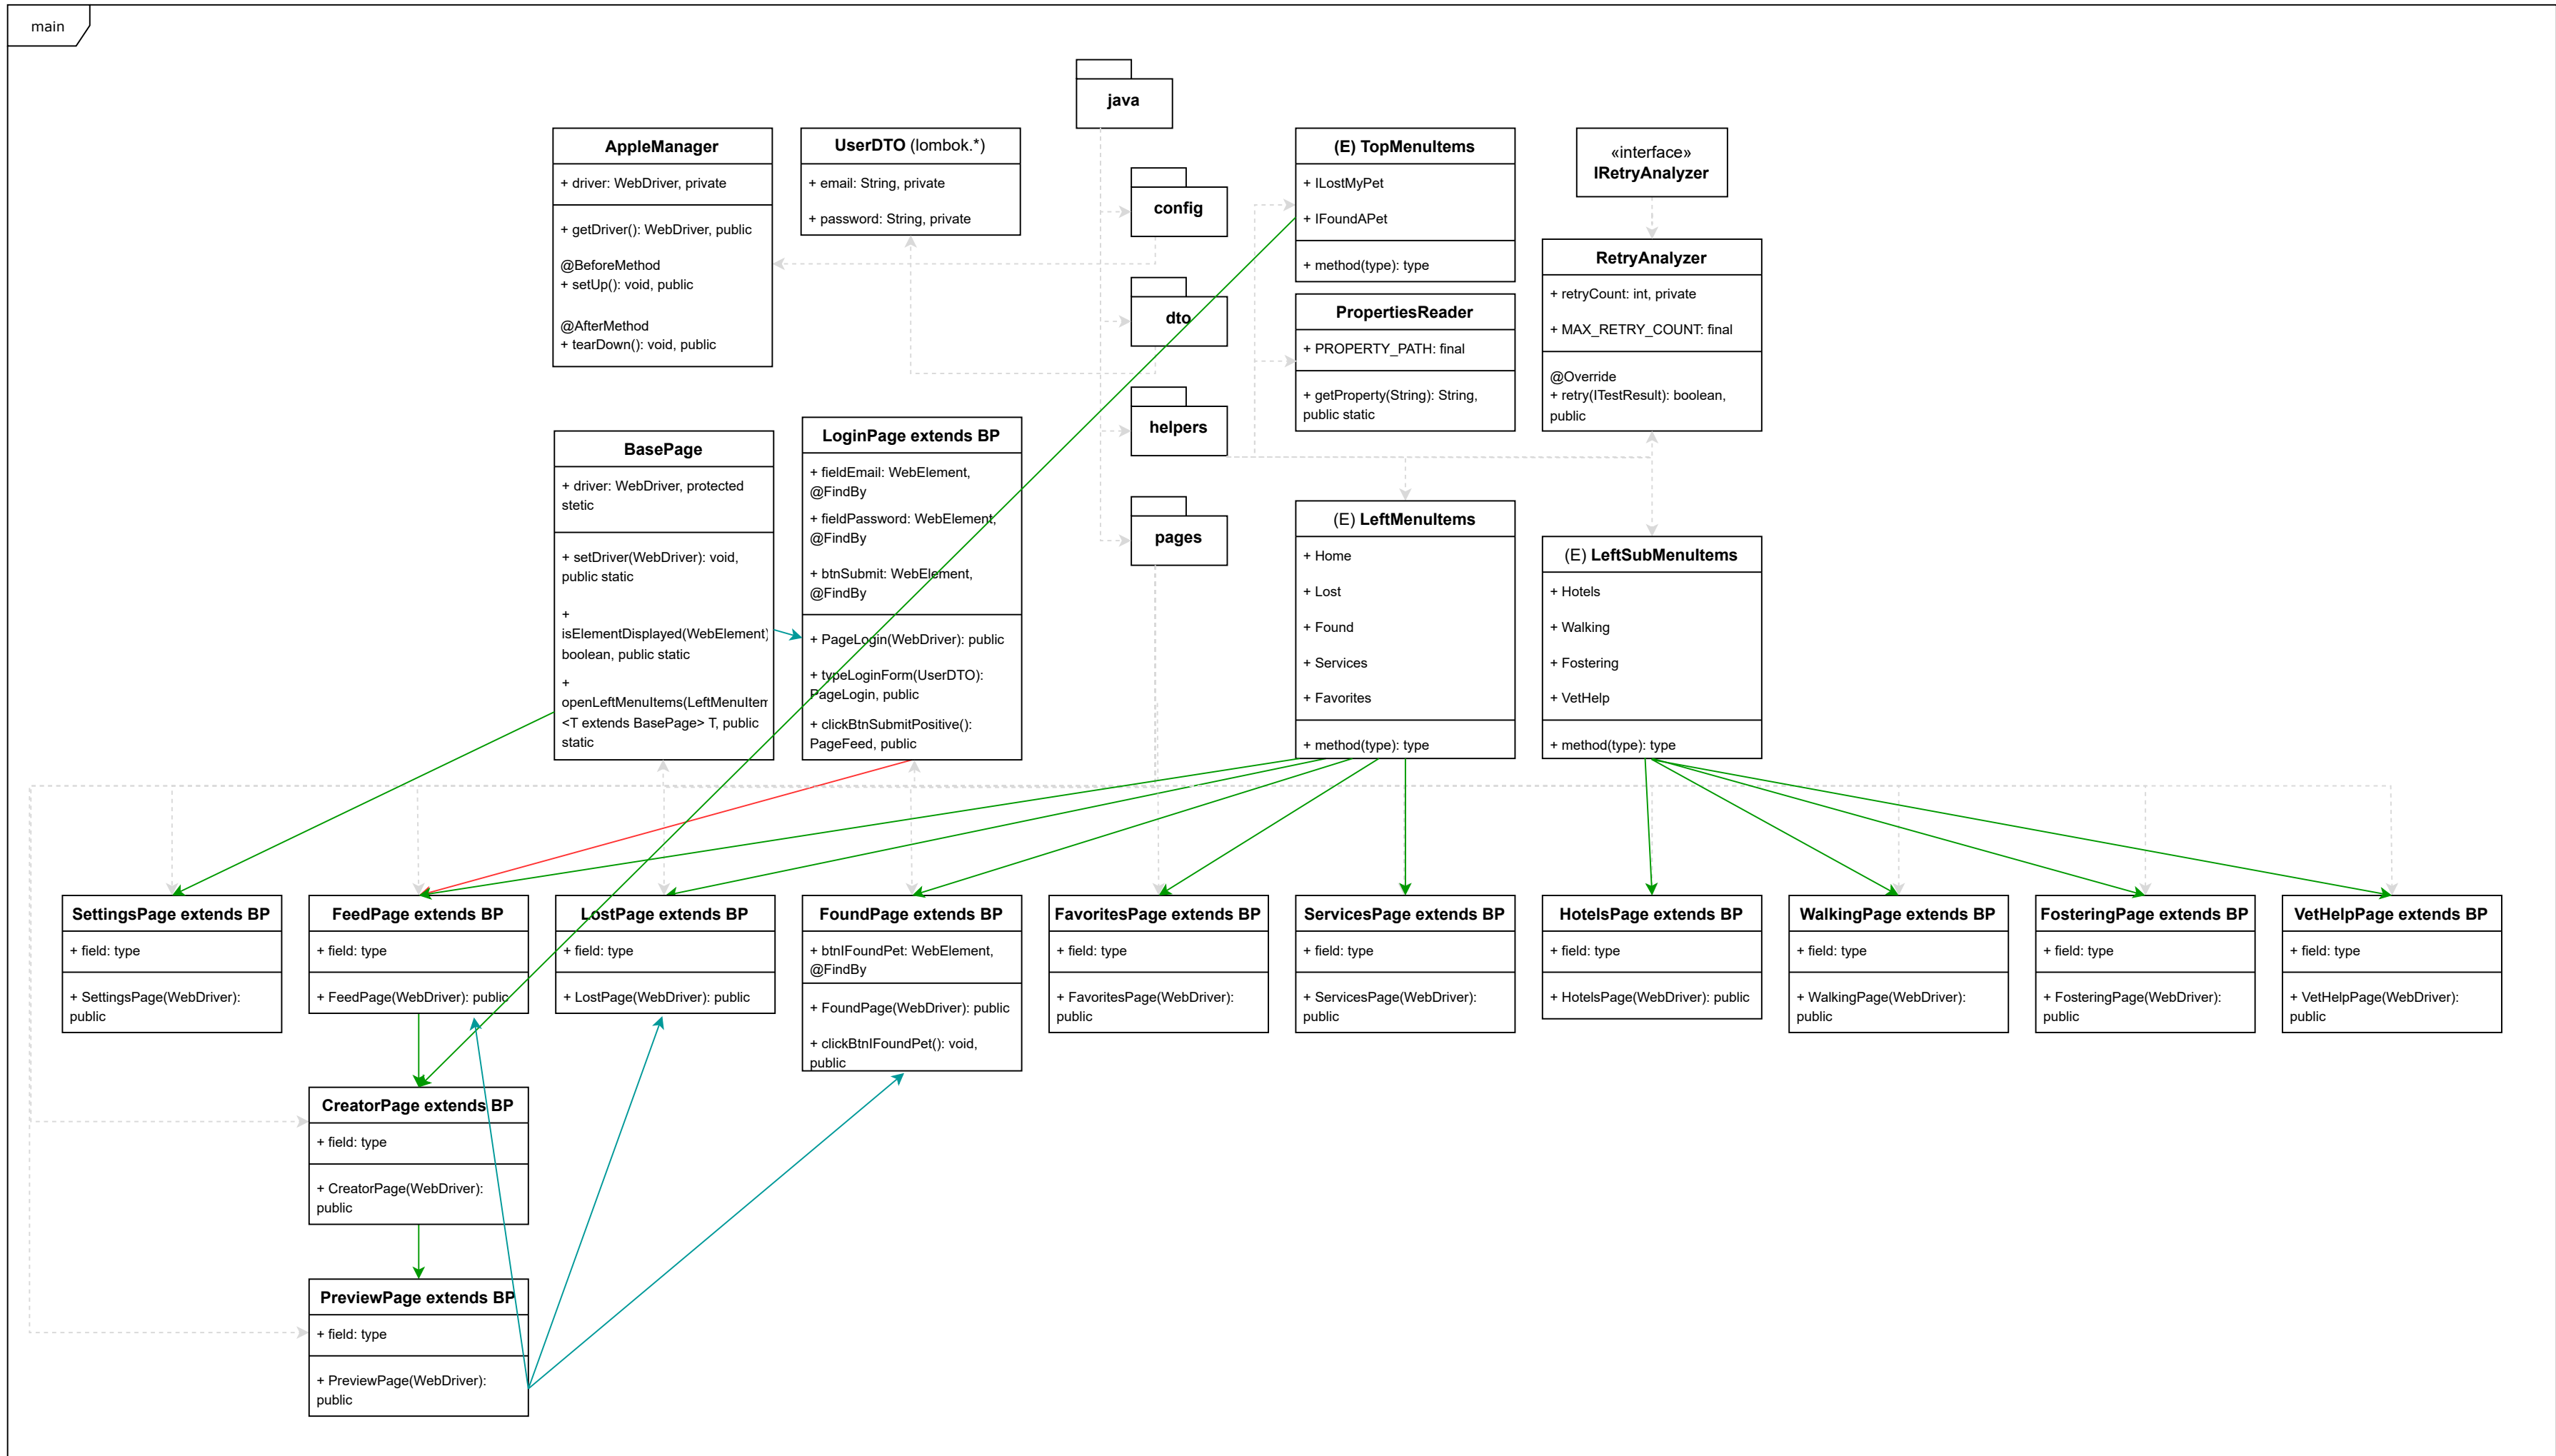 main
java
AppleManager
+ driver: WebDriver, private
+ getDriver(): WebDriver, public
@BeforeMethod
+ setUp(): void, public
@AfterMethod
+ tearDown(): void, public
UserDTO (lombok.*)
+ email: String, private
+ password: String, private
config
dto
helpers
pages
(E) TopMenuItems
+ ILostMyPet
+ IFoundAPet
+ method(type): type
«interface»
IRetryAnalyzer
RetryAnalyzer
+ retryCount: int, private
+ MAX_RETRY_COUNT: final
@Override
+ retry(ITestResult): boolean,
public
PropertiesReader
+ PROPERTY_PATH: final
+ getProperty(String): String,
public static
BasePage
+ driver: WebDriver, protected
stetic
+ setDriver(WebDriver): void,
public static
+
isElementDisplayed(WebElement)
boolean, public static
+
openLeftMenuItems(LeftMenuItem
<T extends BasePage> T, public
static
LoginPage extends BP
+ fieldEmail: WebElement,
@FindBy
+ fieldPassword: WebElement,
@FindBy
+ btnSubmit: WebElement,
@FindBy
+ PageLogin(WebDriver): public
+ typeLoginForm(UserDTO):
PageLogin, public
+ clickBtnSubmitPositive():
PageFeed, public
(E) LeftMenuItems
+ Home
+ Lost
+ Found
+ Services
+ Favorites
+ method(type): type
(E) LeftSubMenuItems
+ Hotels
+ Walking
+ Fostering
+ VetHelp
+ method(type): type
SettingsPage extends BP
+ field: type
+ SettingsPage(WebDriver):
public
FeedPage extends BP
+ field: type
+ FeedPage(WebDriver): public
LostPage extends BP
+ field: type
+ LostPage(WebDriver): public
FoundPage extends BP
+ btnIFoundPet: WebElement,
@FindBy
+ FoundPage(WebDriver): public
+ clickBtnIFoundPet(): void,
public
FavoritesPage extends BP
+ field: type
+ FavoritesPage(WebDriver):
public
ServicesPage extends BP
+ field: type
+ ServicesPage(WebDriver):
public
HotelsPage extends BP
+ field: type
+ HotelsPage(WebDriver): public
WalkingPage extends BP
+ field: type
+ WalkingPage(WebDriver):
public
FosteringPage extends BP
+ field: type
+ FosteringPage(WebDriver):
public
VetHelpPage extends BP
+ field: type
+ VetHelpPage(WebDriver):
public
CreatorPage extends BP
+ field: type
+ CreatorPage(WebDriver):
public
PreviewPage extends BP
+ field: type
+ PreviewPage(WebDriver):
public